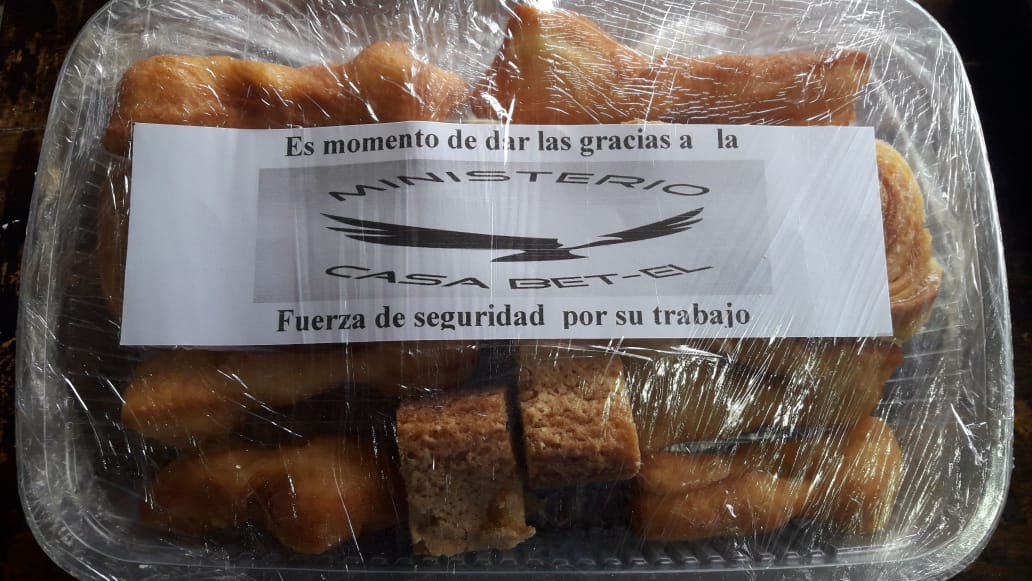 Es momento de dar las gracias a la
MINISTERIO
CASA BET-EL
Fuerza de seguridad por su trabajo